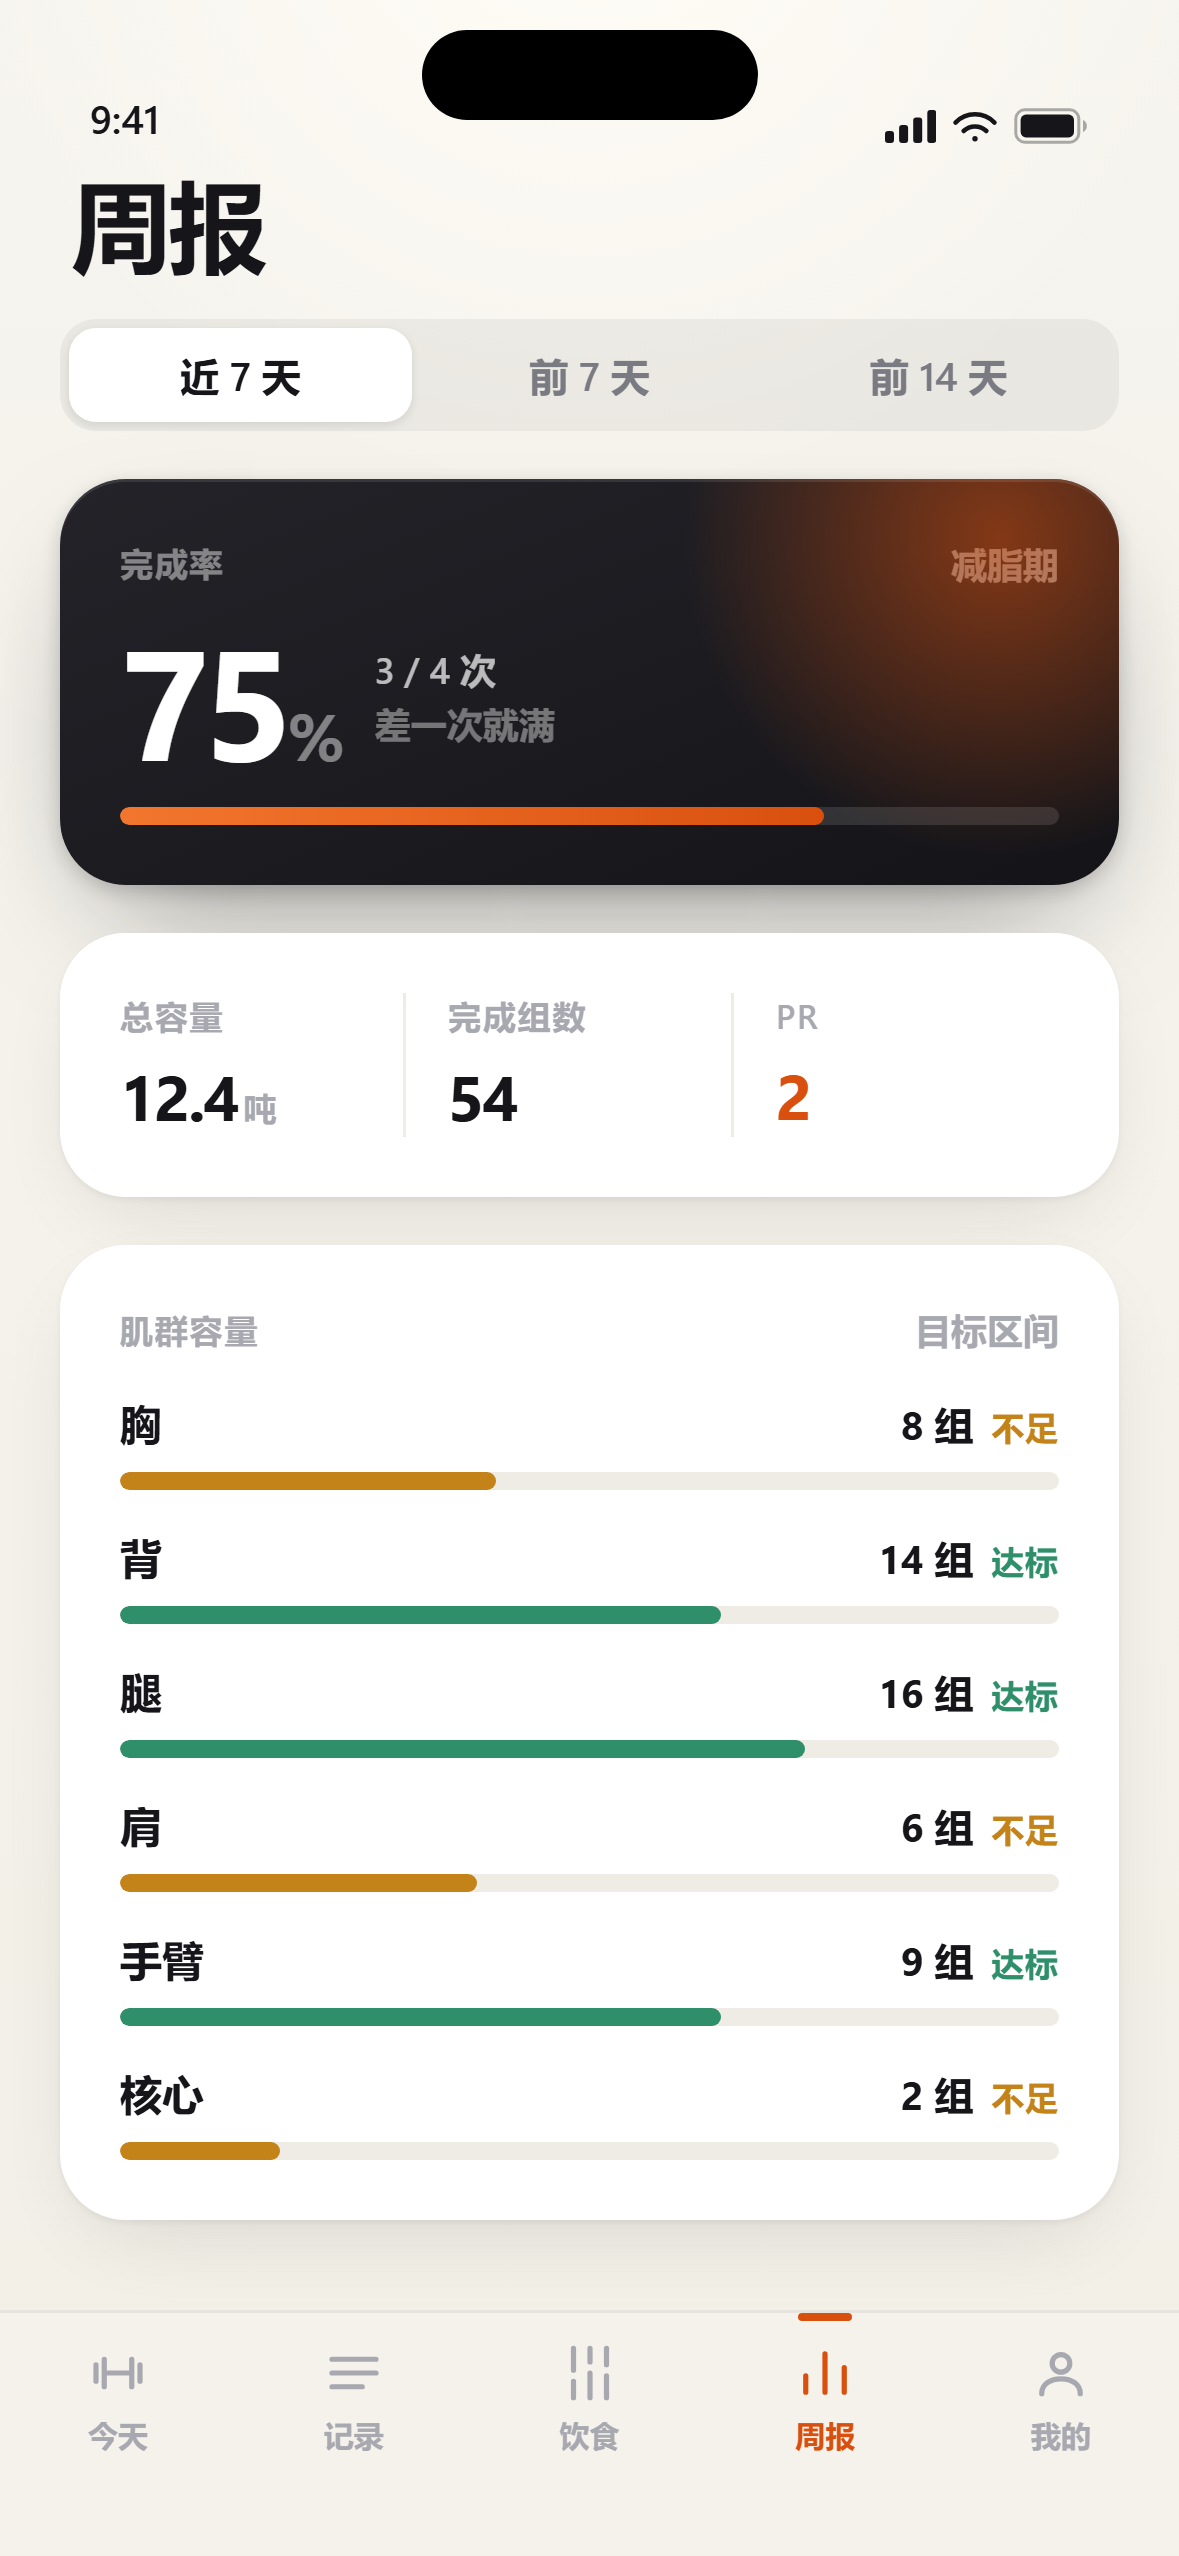 9:41
周报
近 7 天
前 7 天
前 14 天
完成率
减脂期
75%
3 / 4 次
差一次就满
总容量
完成组数
PR
12.4吨
54
2
肌群容量
目标区间
胸
8 组 不足
背
14 组 达标
腿
16 组 达标
肩
6 组 不足
手臂
9 组 达标
核心
2 组 不足
今天
记录
饮食
周报
我的